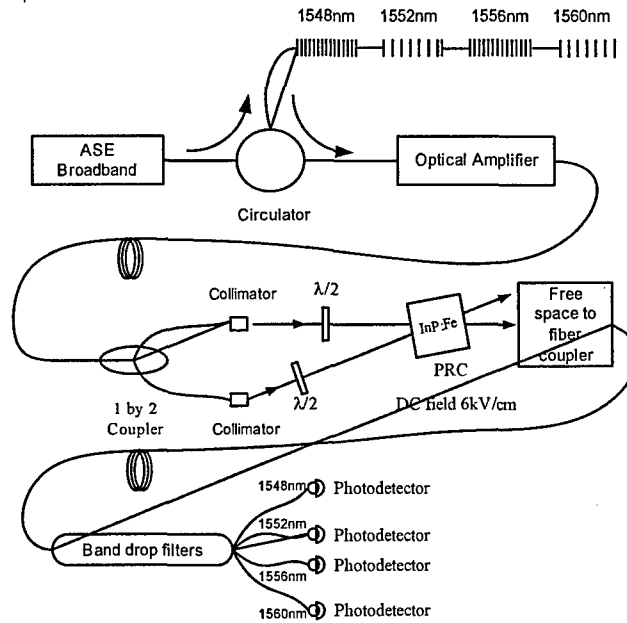 1548nm 1552nm 1556nm 1560nm
ASE
Broadband
Optical Amplifier
Circulator
Collimator
λ/2
InP:Fe
Free
space to
fiber
coupler
PRC
λ/2
1 by 2
Coupler
Collimator
DC field 6kV/cm
1548nm
Photodetector
1552nm
Photodetector
Band drop filters
Photodetector
1556nm
1560nm
Photodetector